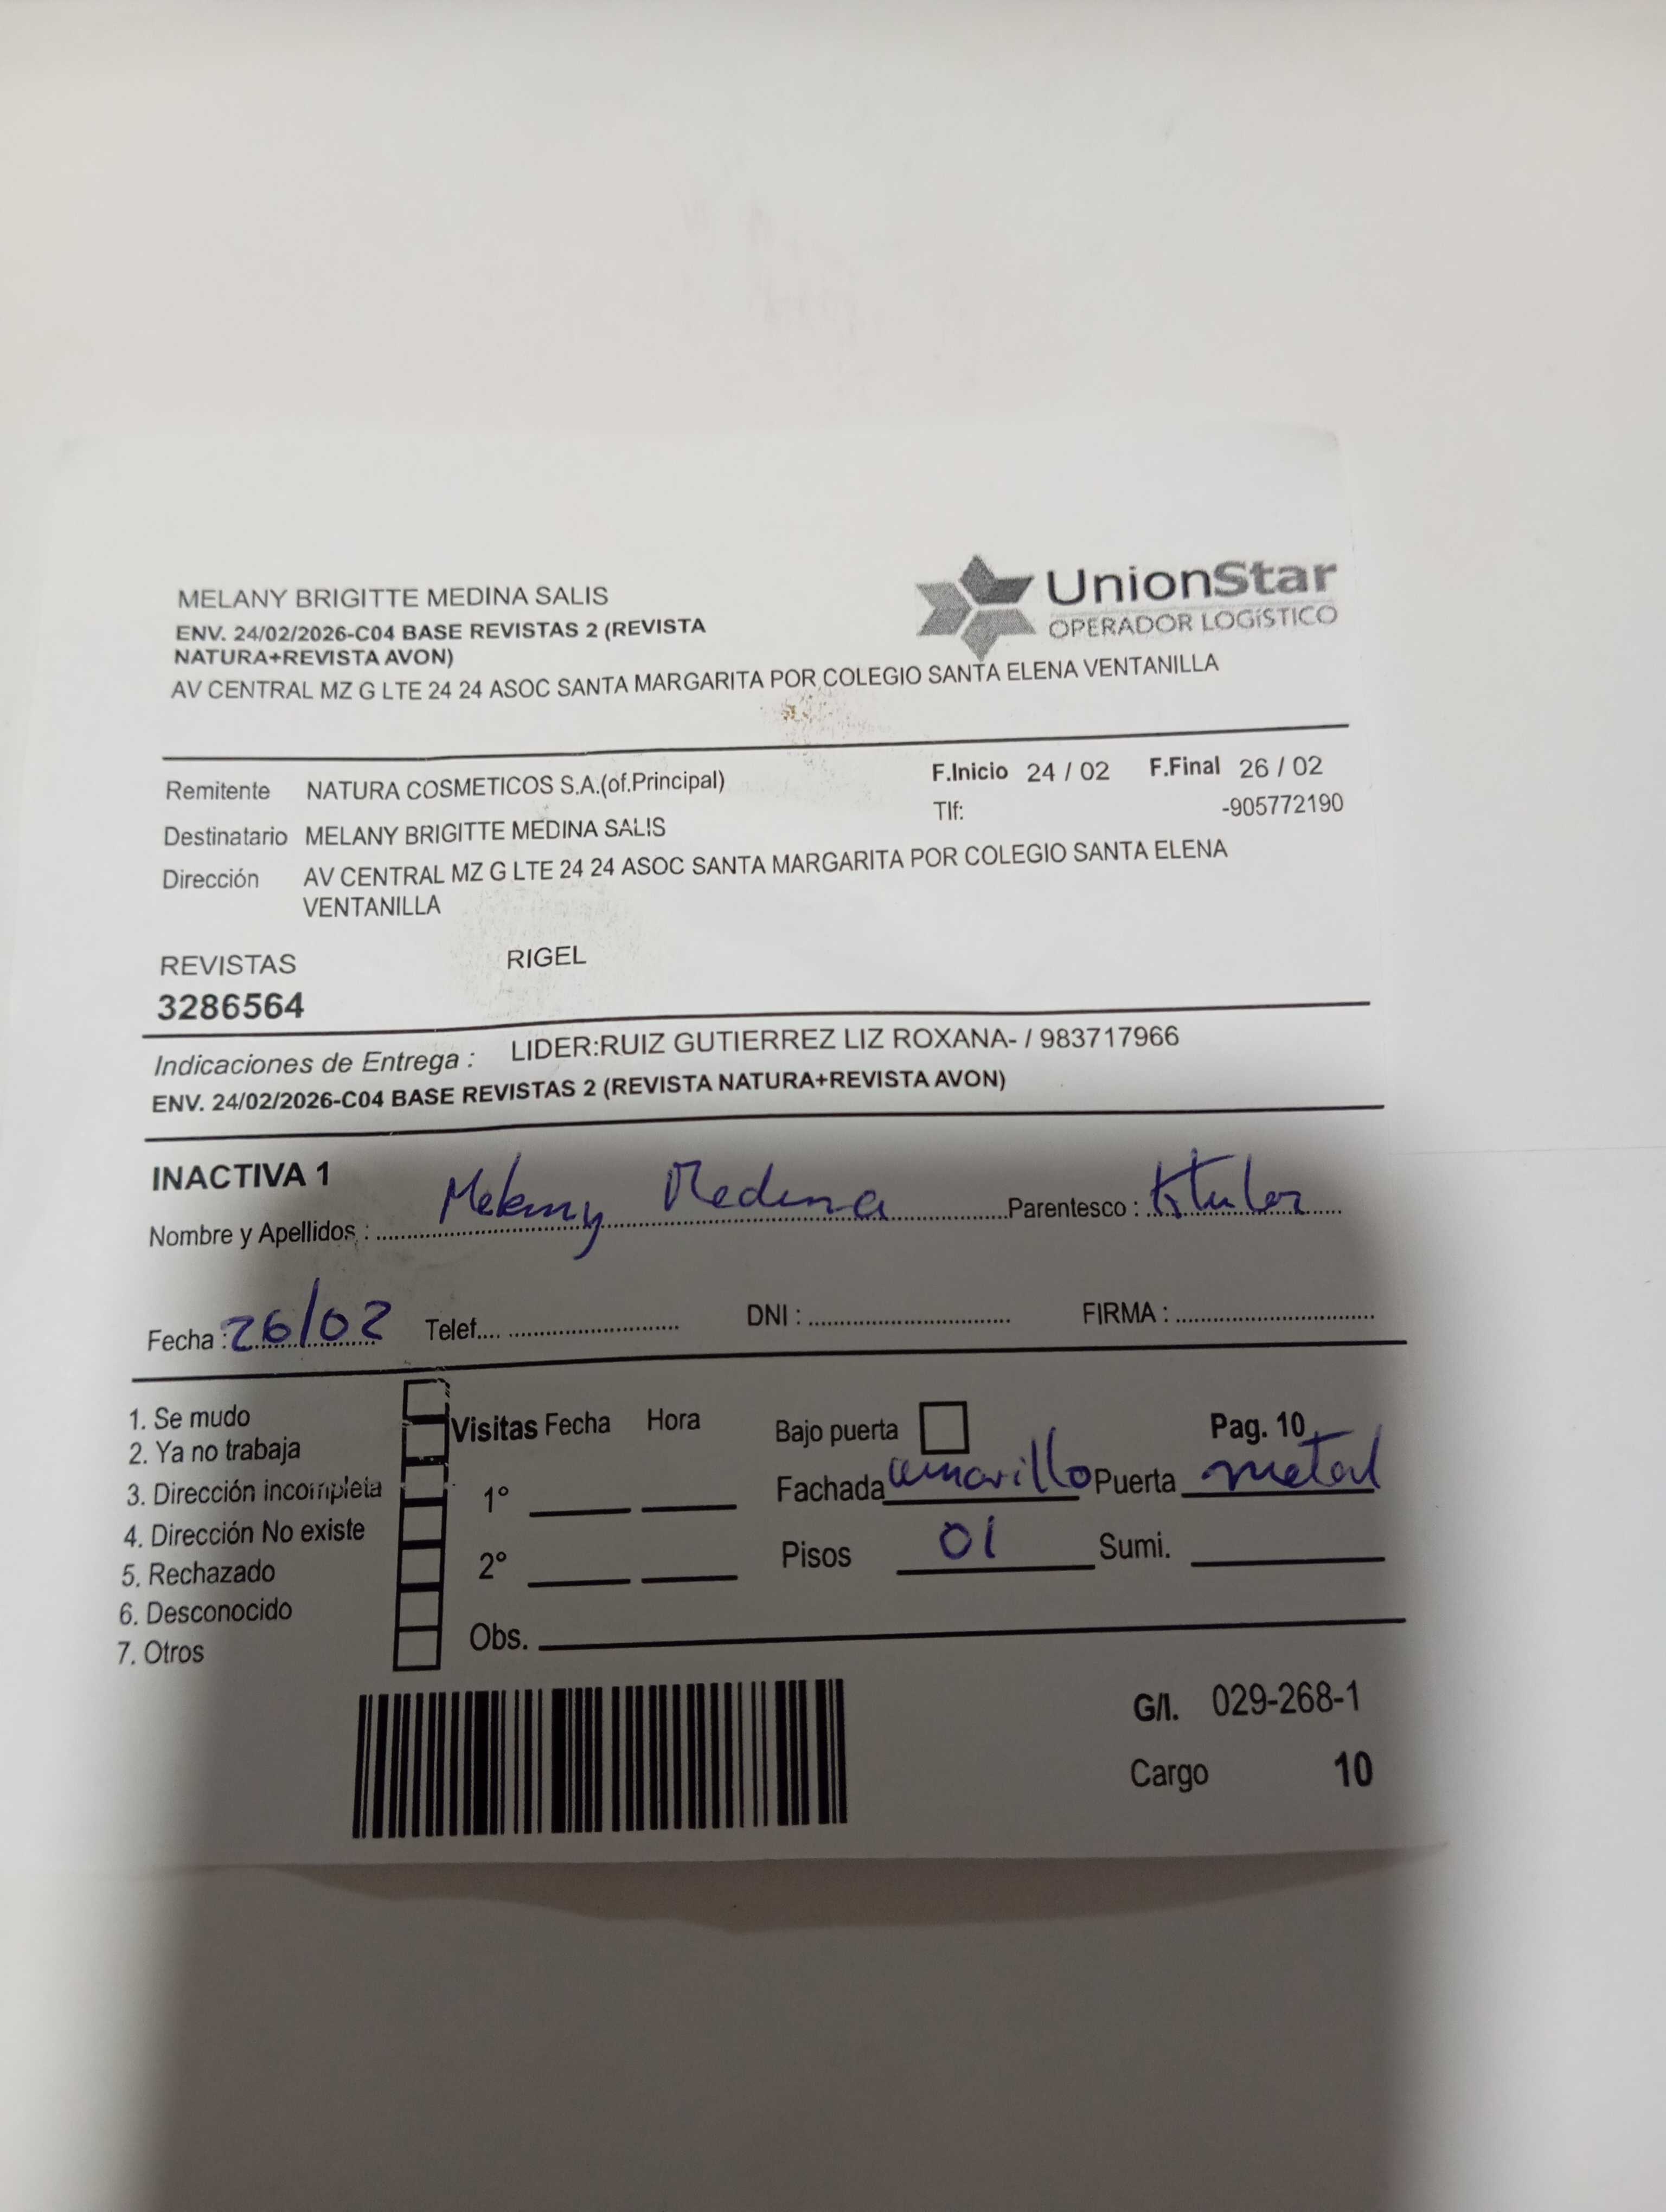 MELANY BRIGITTE MEDINA SALIS
ENV. 24/02/2026-C04 BASE REVISTAS 2 (REVISTA
NATURA+REVISTA AVON)
AV CENTRAL MZ G LTE 24 24 ASOC SANTA MARGARITA POR COLEGIO SANTA ELENA VENTANILLA
UnionStar
OPERADOR LOGÍSTICO
Remitente NATURA COSMETICOS S.A.(of.Principal)
F.Inicio 24 / 02 F.Final 26 / 02
Destinatario MELANY BRIGITTE MEDINA SALIS
Tlf: -905772190
Dirección AV CENTRAL MZ G LTE 24 24 ASOC SANTA MARGARITA POR COLEGIO SANTA ELENA
VENTANILLA
REVISTAS RIGEL
3286564
Indicaciones de Entrega : LIDER:RUIZ GUTIERREZ LIZ ROXANA- / 983717966
ENV. 24/02/2026-C04 BASE REVISTAS 2 (REVISTA NATURA+REVISTA AVON)
INACTIVA 1
Nombre y Apellidos : Melany Medina Parentesco : titular
Fecha : 26/02 Telef.... DNI : FIRMA :
1. Se mudo
2. Ya no trabaja
3. Dirección incompleta
4. Dirección No existe
5. Rechazado
6. Desconocido
7. Otros
Visitas Fecha Hora
1°
2°
Obs.
Bajo puerta Pag. 10
Fachada amarillo Puerta metal
Pisos 01 Sumi.
G/I. 029-268-1
Cargo 10